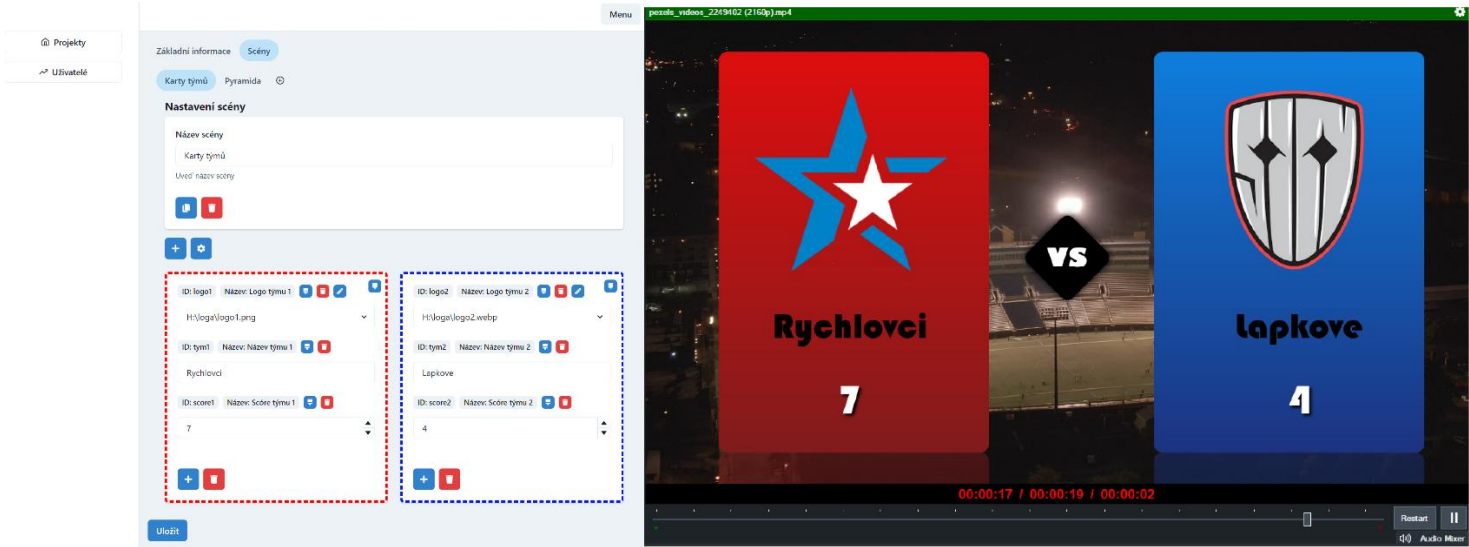 Menu
Projekty
Uživatelé
Základní informace Scény
Karty týmů Pyramida
Nastavení scény
Název scény
Karty týmů
Uveď název scény
ID: logo1 Název: Logo týmu 1
H:\loga\logo1.png
ID: tym1 Název: Název týmu 1
Rychlovci
ID: score1 Název: Scóre týmu 1
7
ID: logo2 Název: Logo týmu 2
H:\loga\logo2.webp
ID: tym2 Název: Název týmu 2
Lapkove
ID: score2 Název: Scóre týmu 2
4
Uložit
pexels_videos_2249402 (2160p).mp4
VS
Rychlovci
7
Lapkove
4
00:00:17 / 00:00:19 / 00:00:02
Restart
Audio Mixer